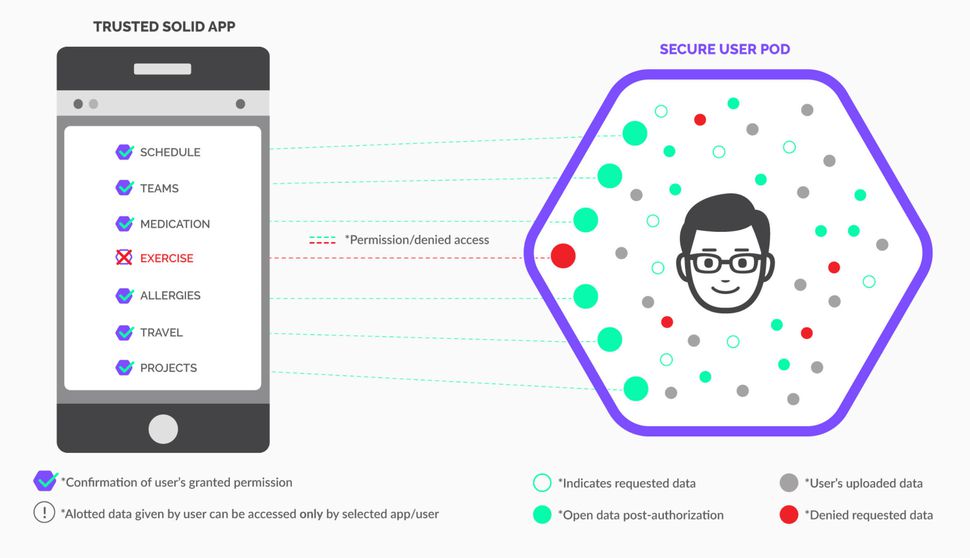 TRUSTED SOLID APP
SECURE USER POD
SCHEDULE
TEAMS
MEDICATION
*Permission/denied access
EXERCISE
ALLERGIES
TRAVEL
PROJECTS
*Confirmation of user's granted permission
*Alotted data given by user can be accessed only by selected app/user
*Indicates requested data
*User's uploaded data
*Open data post-authorization
*Denied requested data